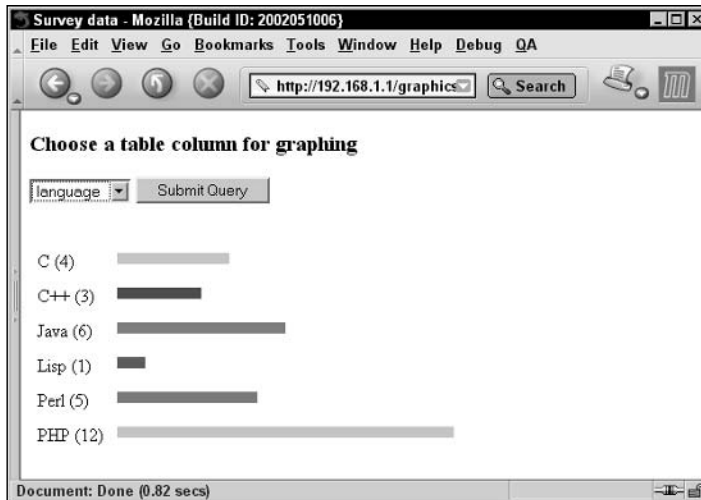 Survey data - Mozilla {Build ID: 2002051006}
File Edit View Go Bookmarks Tools Window Help Debug QA
http://192.168.1.1/graphics Search
Choose a table column for graphing
language Submit Query
C (4)
C++ (3)
Java (6)
Lisp (1)
Perl (5)
PHP (12)
Document: Done (0.82 secs)